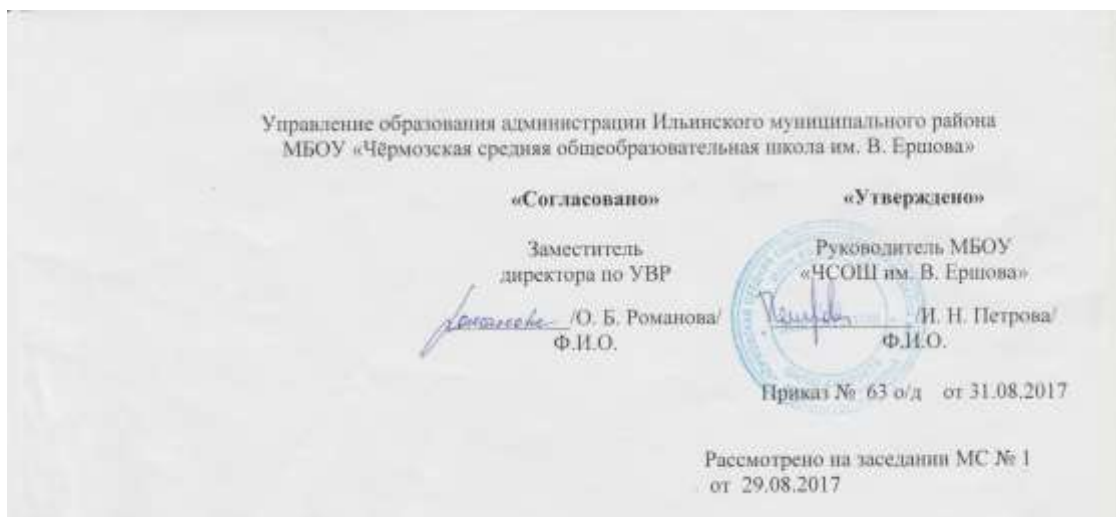 Управление образования администрации Ильинского муниципального района
МБОУ «Чёрмозская средняя общеобразовательная школа им. В. Ершова»
«Согласовано» «Утверждено»
Заместитель Руководитель МБОУ
директора по УВР «ЧСОШ им. В. Ершова»
/О. Б. Романова/ /И. Н. Петрова/
Ф.И.О. Ф.И.О.
Приказ № 63 о/д от 31.08.2017
Рассмотрено на заседании МС № 1
от 29.08.2017